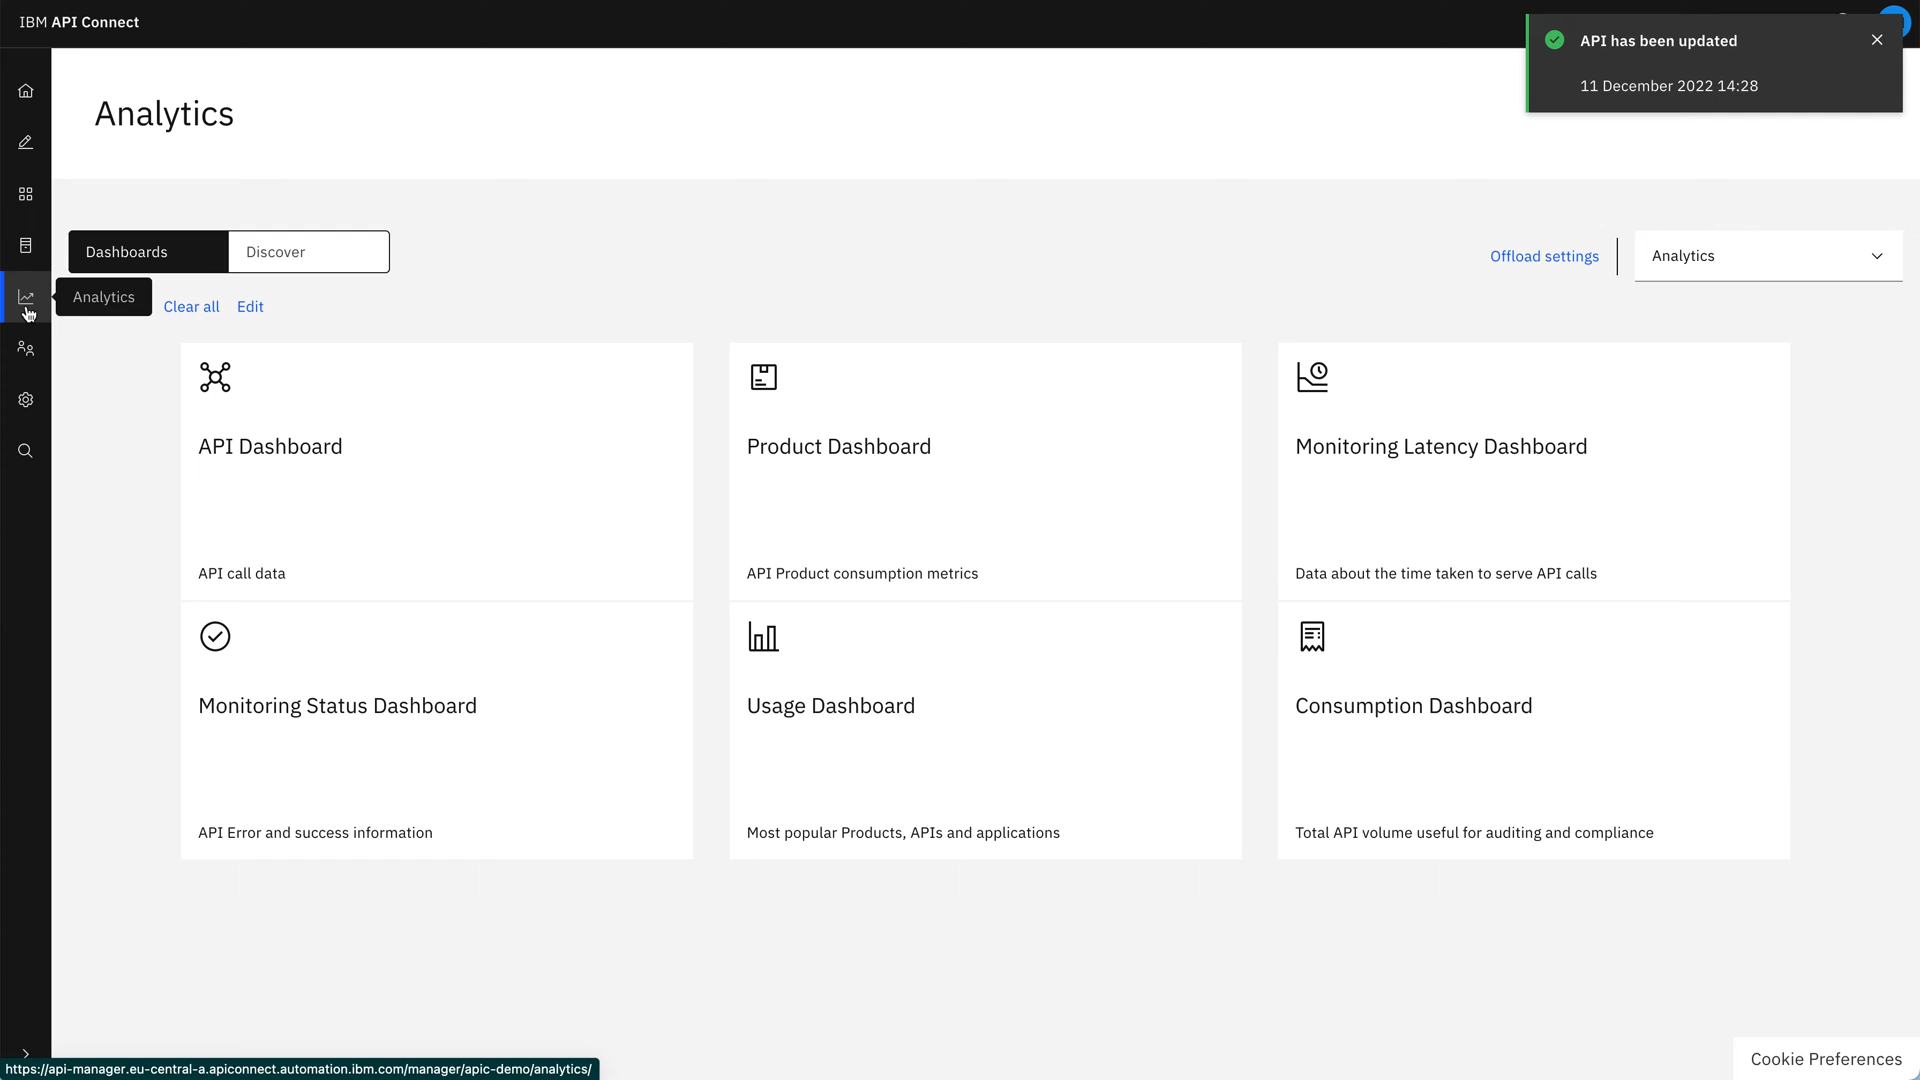 IBM API Connect
API has been updated
11 December 2022 14:28
Analytics
Dashboards
Discover
Offload settings
Analytics
Analytics
Clear all
Edit
API Dashboard
API call data
Product Dashboard
API Product consumption metrics
Monitoring Latency Dashboard
Data about the time taken to serve API calls
Monitoring Status Dashboard
API Error and success information
Usage Dashboard
Most popular Products, APIs and applications
Consumption Dashboard
Total API volume useful for auditing and compliance
https://api-manager.eu-central-a.apiconnect.automation.ibm.com/manager/apic-demo/analytics/
Cookie Preferences